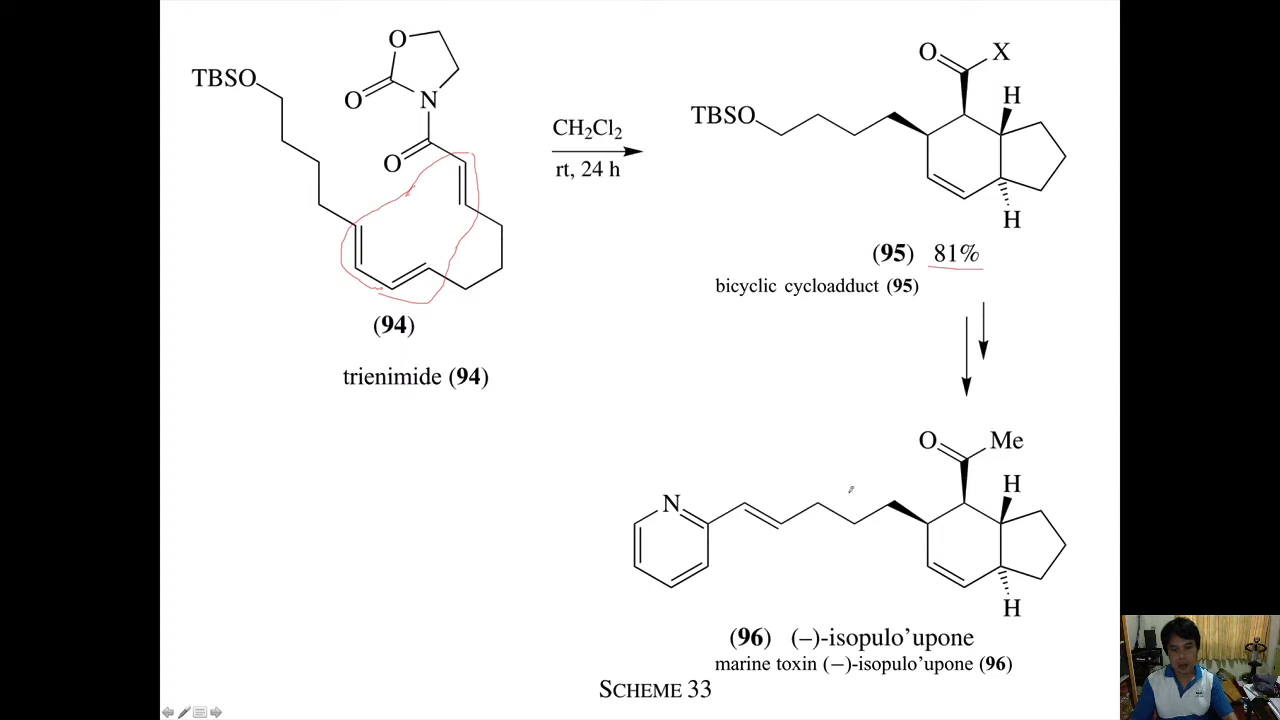 TBSO
O
O
N
O
(94)
trienimide (94)
CH2Cl2
rt, 24 h
O
X
H
TBSO
H
(95) 81%
bicyclic cycloadduct (95)
O
Me
H
N
H
(96) (–)-isopulo’upone
marine toxin (−)-isopulo’upone (96)
SCHEME 33